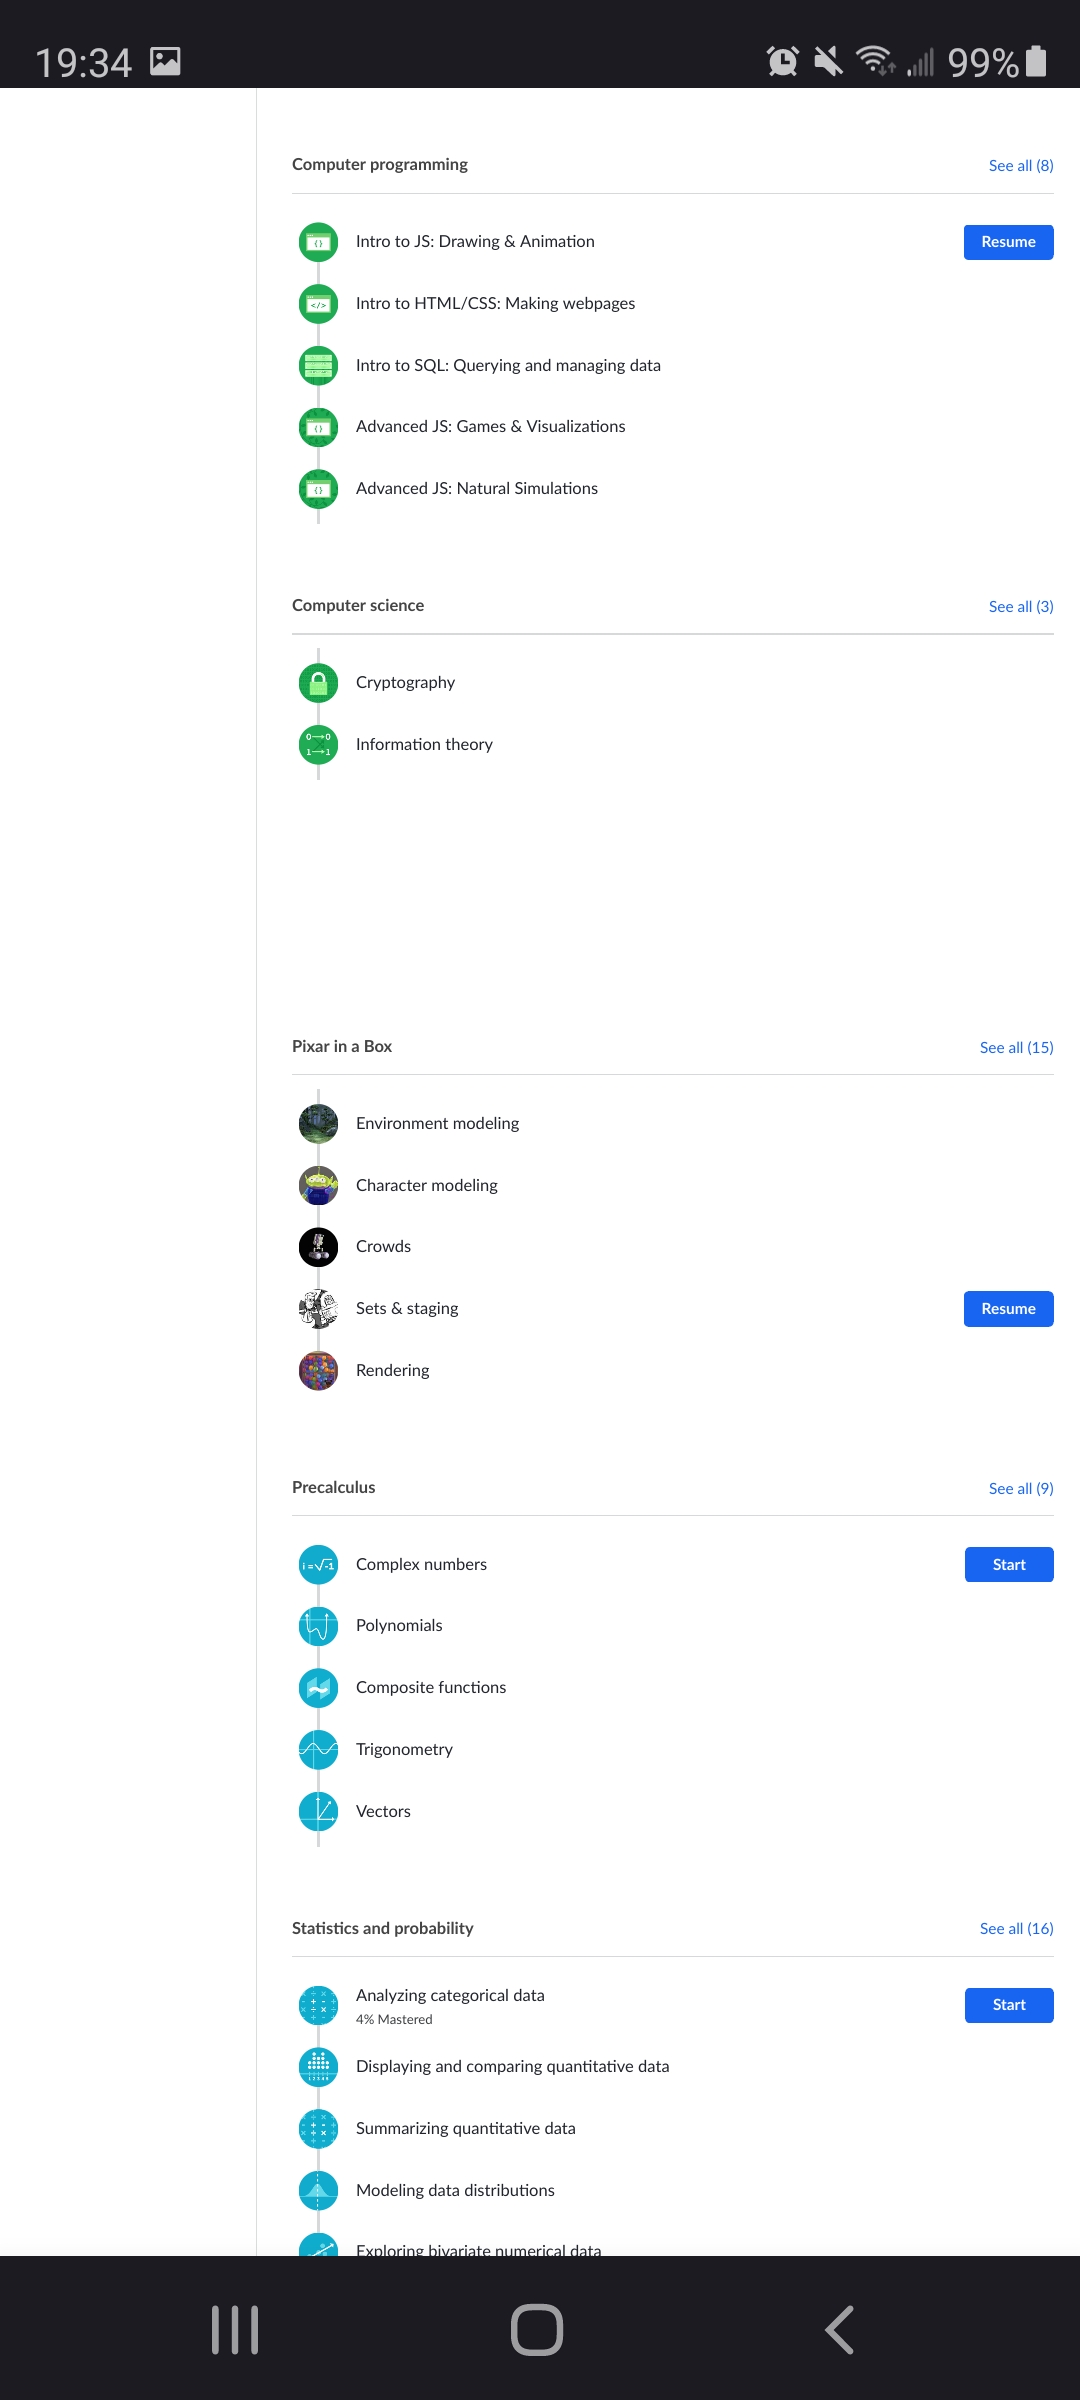 19:34 99%
Computer programming See all (8)
Intro to JS: Drawing & Animation Resume
Intro to HTML/CSS: Making webpages
Intro to SQL: Querying and managing data
Advanced JS: Games & Visualizations
Advanced JS: Natural Simulations
Computer science See all (3)
Cryptography
0→0
1→1
Information theory
Pixar in a Box See all (15)
Environment modeling
Character modeling
Crowds
Sets & staging Resume
Rendering
Precalculus See all (9)
i=√-1 Complex numbers Start
Polynomials
Composite functions
Trigonometry
Vectors
Statistics and probability See all (16)
Analyzing categorical data Start
4% Mastered
Displaying and comparing quantitative data
Summarizing quantitative data
Modeling data distributions
Exploring bivariate numerical data